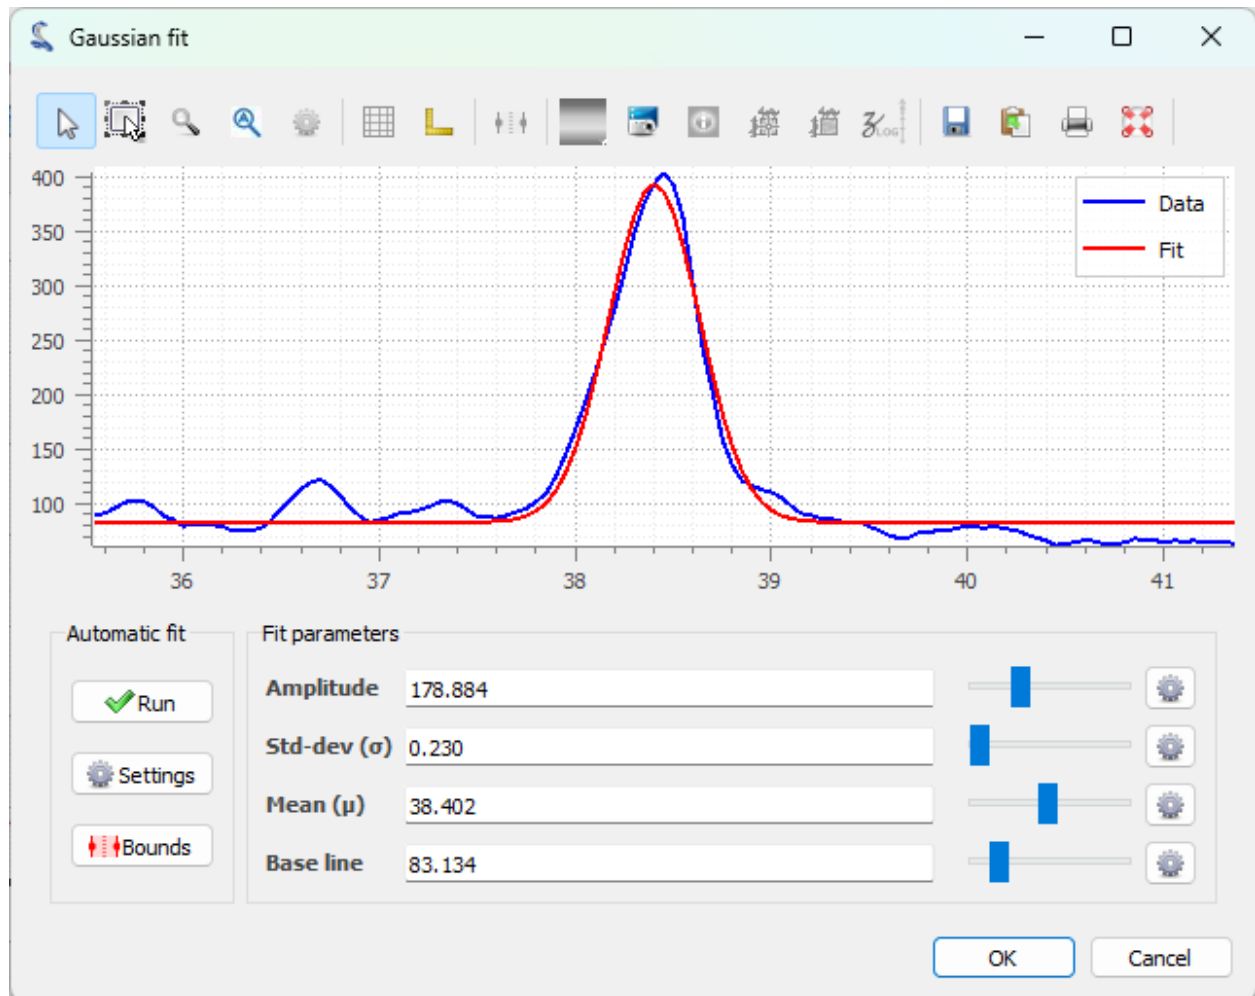 Gaussian fit
LOG
400
350
300
250
200
150
100
36 37 38 39 40 41
Data
Fit
Automatic fit
Run
Settings
Bounds
Fit parameters
Amplitude 178.884
Std-dev (σ) 0.230
Mean (μ) 38.402
Base line 83.134
OK Cancel